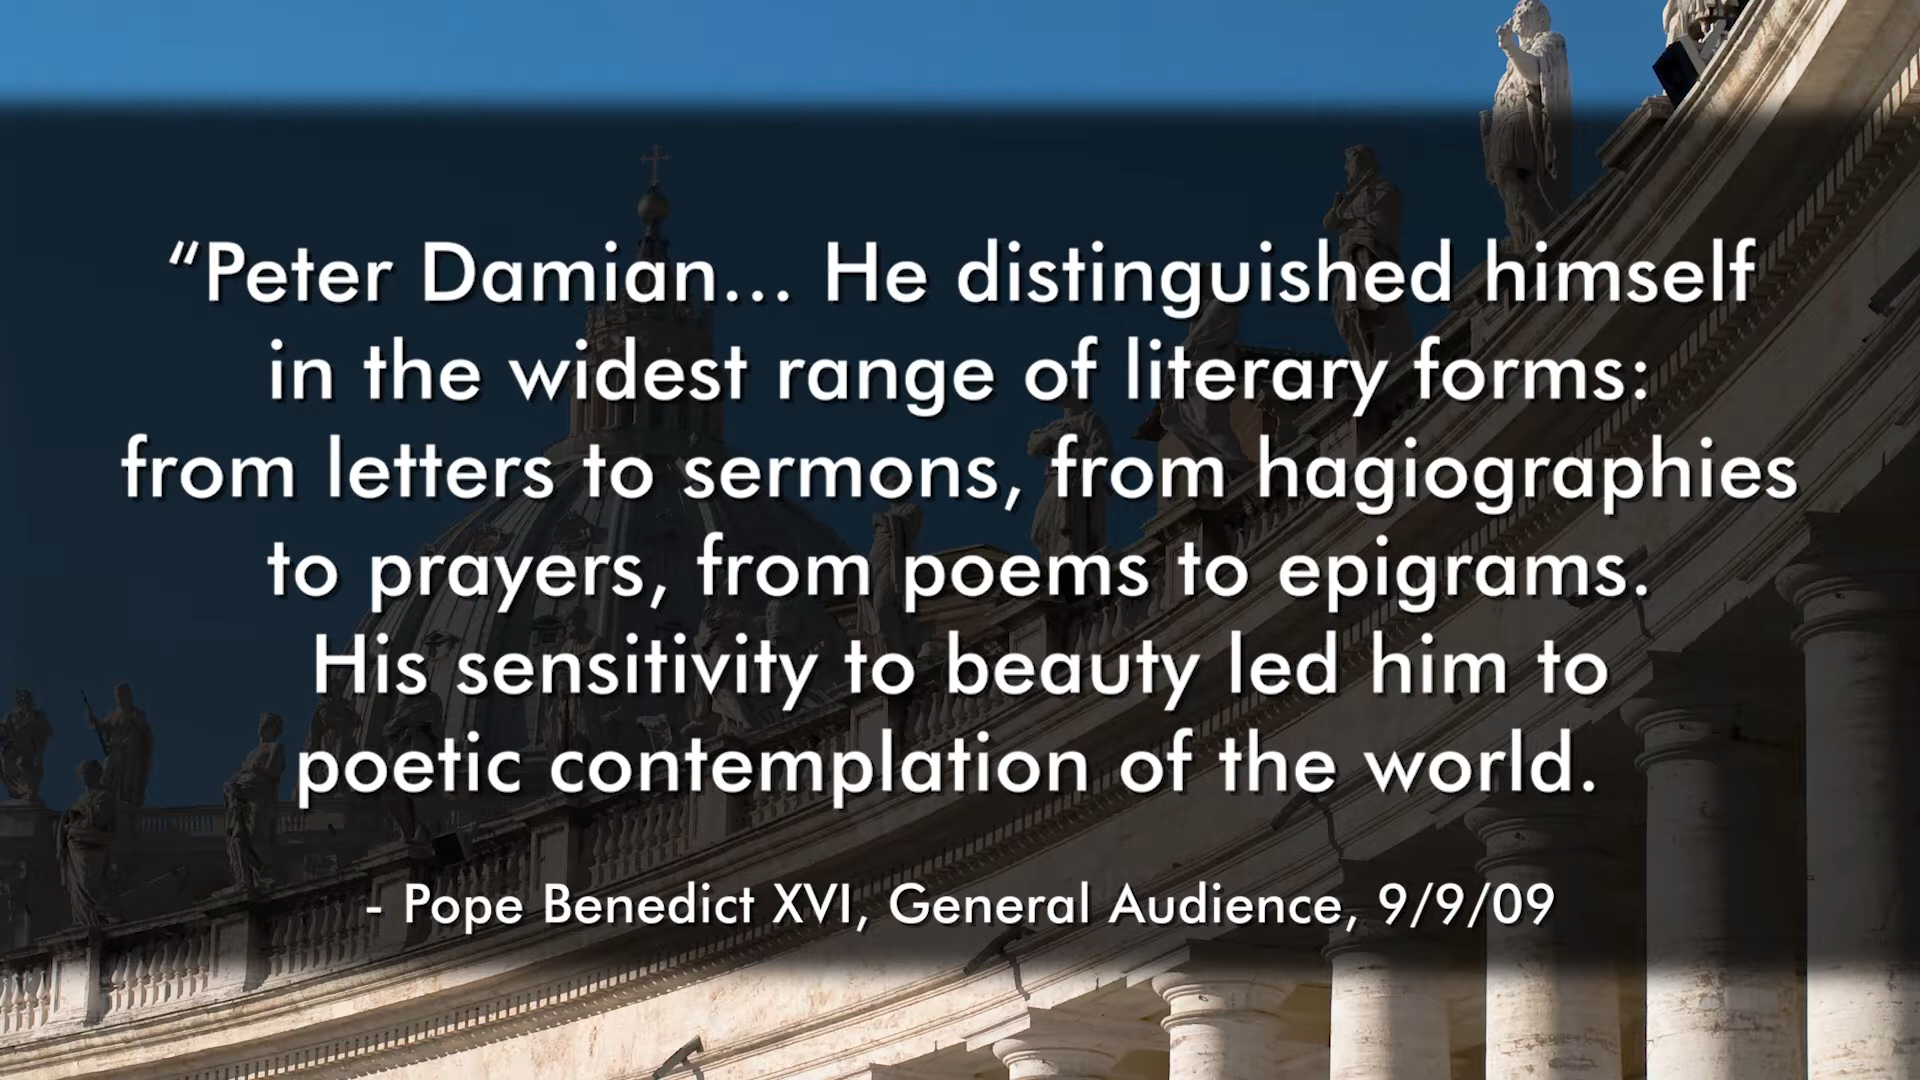 “Peter Damian... He distinguished himself
in the widest range of literary forms:
from letters to sermons, from hagiographies
to prayers, from poems to epigrams.
His sensitivity to beauty led him to
poetic contemplation of the world.
- Pope Benedict XVI, General Audience, 9/9/09